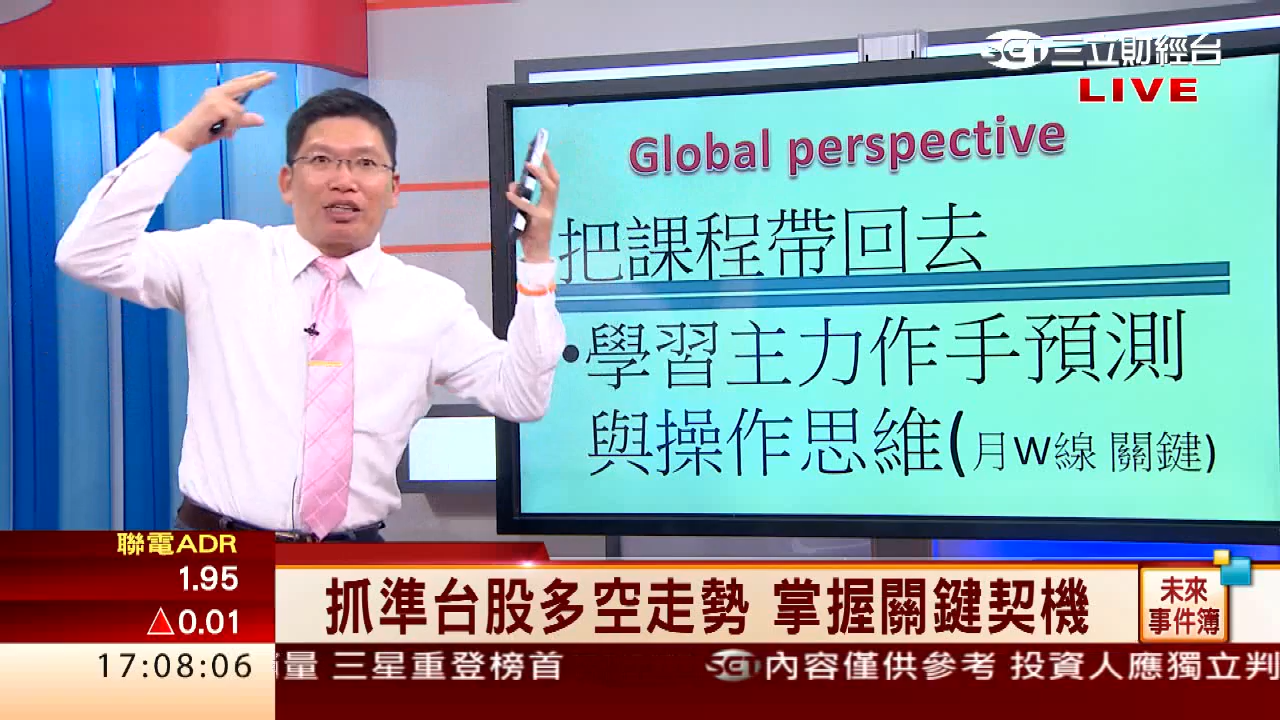 SET三立財經台
LIVE
Global perspective
把課程帶回去
•學習主力作手預測
與操作思維(月W線 關鍵)
聯電ADR
1.95
△0.01
抓準台股多空走勢 掌握關鍵契機
未來
事件簿
17:08:06
量 三星重登榜首 SET內容僅供參考 投資人應獨立判